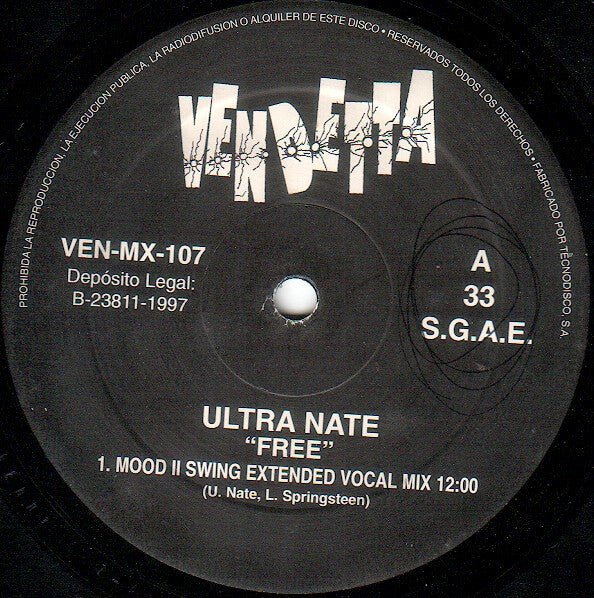 PROHIBIDA LA REPRODUCCION, LA EJECUCION PUBLICA, LA RADIODIFUSION O ALQUILER DE ESTE DISCO • RESERVADOS TODOS LOS DERECHOS • FABRICADO POR TECNODISCO, S.A.
VENDETTA
VEN-MX-107
Depósito Legal:
B-23811-1997
A
33
S.G.A.E.
ULTRA NATE
“FREE”
1. MOOD II SWING EXTENDED VOCAL MIX 12:00
(U. Nate, L. Springsteen)